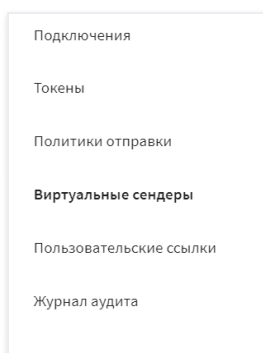 Подключения
Токены
Политики отправки
Виртуальные сендеры
Пользовательские ссылки
Журнал аудита